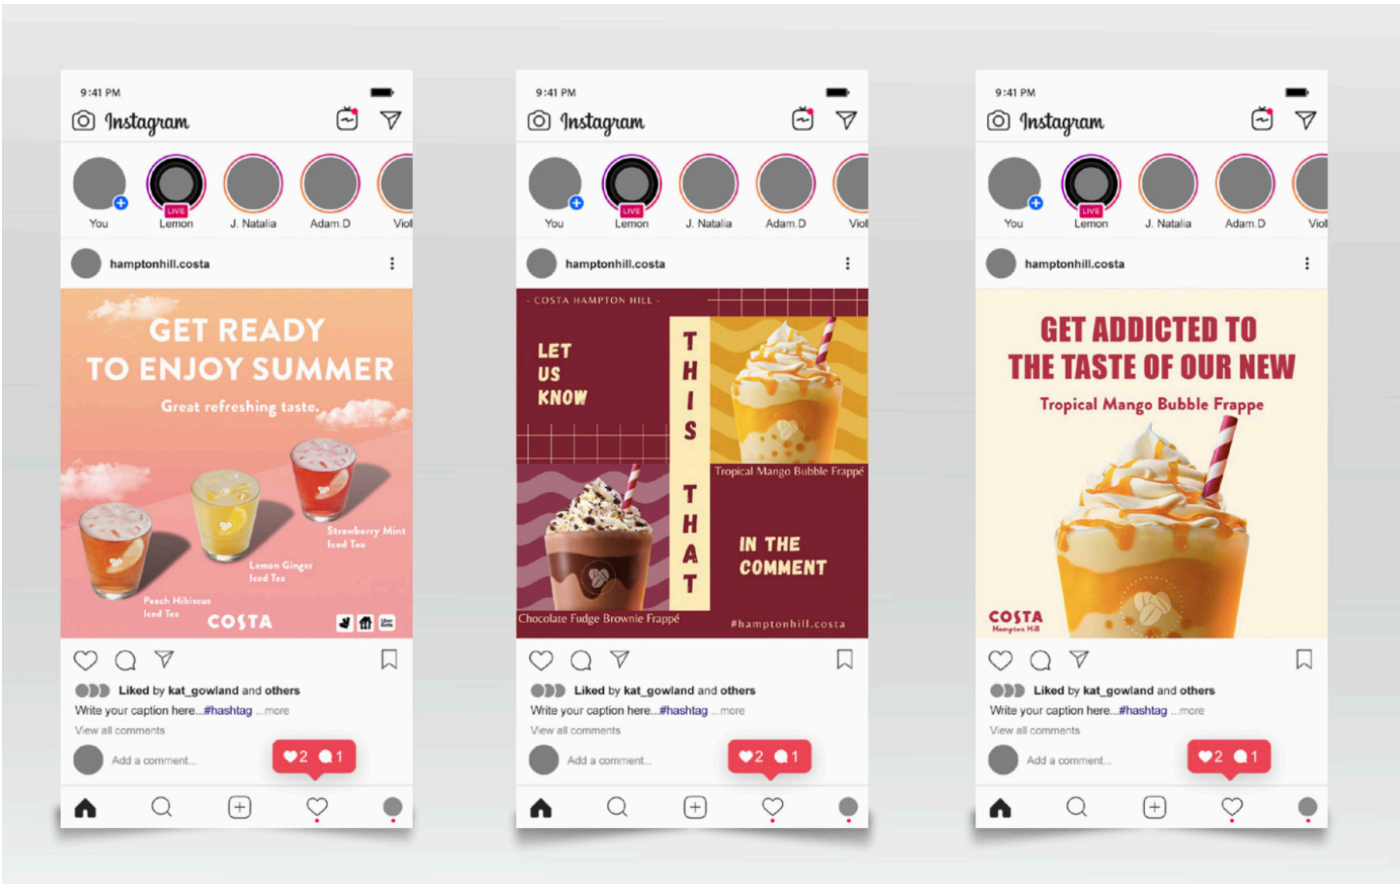 9:41 PM
Instagram
You
LIVE
Lemon
J. Natalia
Adam.D
Viol
hamptonhill.costa
GET READY
TO ENJOY SUMMER
Great refreshing taste.
Strawberry Mint
Iced Tea
Lemon Ginger
Iced Tea
Peach Hibiscus
Iced Tea
COSTA
Uber
Eats
Liked by kat_gowland and others
Write your caption here...#hashtag ...more
View all comments
Add a comment...
2 1
9:41 PM
Instagram
You
LIVE
Lemon
J. Natalia
Adam.D
Viol
hamptonhill.costa
- COSTA HAMPTON HILL -
LET
US
KNOW
THIS
THAT
Tropical Mango Bubble Frappé
IN THE
COMMENT
Chocolate Fudge Brownie Frappé
#hamptonhill.costa
Liked by kat_gowland and others
Write your caption here...#hashtag ...more
View all comments
Add a comment...
2 1
9:41 PM
Instagram
You
LIVE
Lemon
J. Natalia
Adam.D
Viol
hamptonhill.costa
GET ADDICTED TO
THE TASTE OF OUR NEW
Tropical Mango Bubble Frappe
COSTA
Hampton Hill
Liked by kat_gowland and others
Write your caption here...#hashtag ...more
View all comments
Add a comment...
2 1